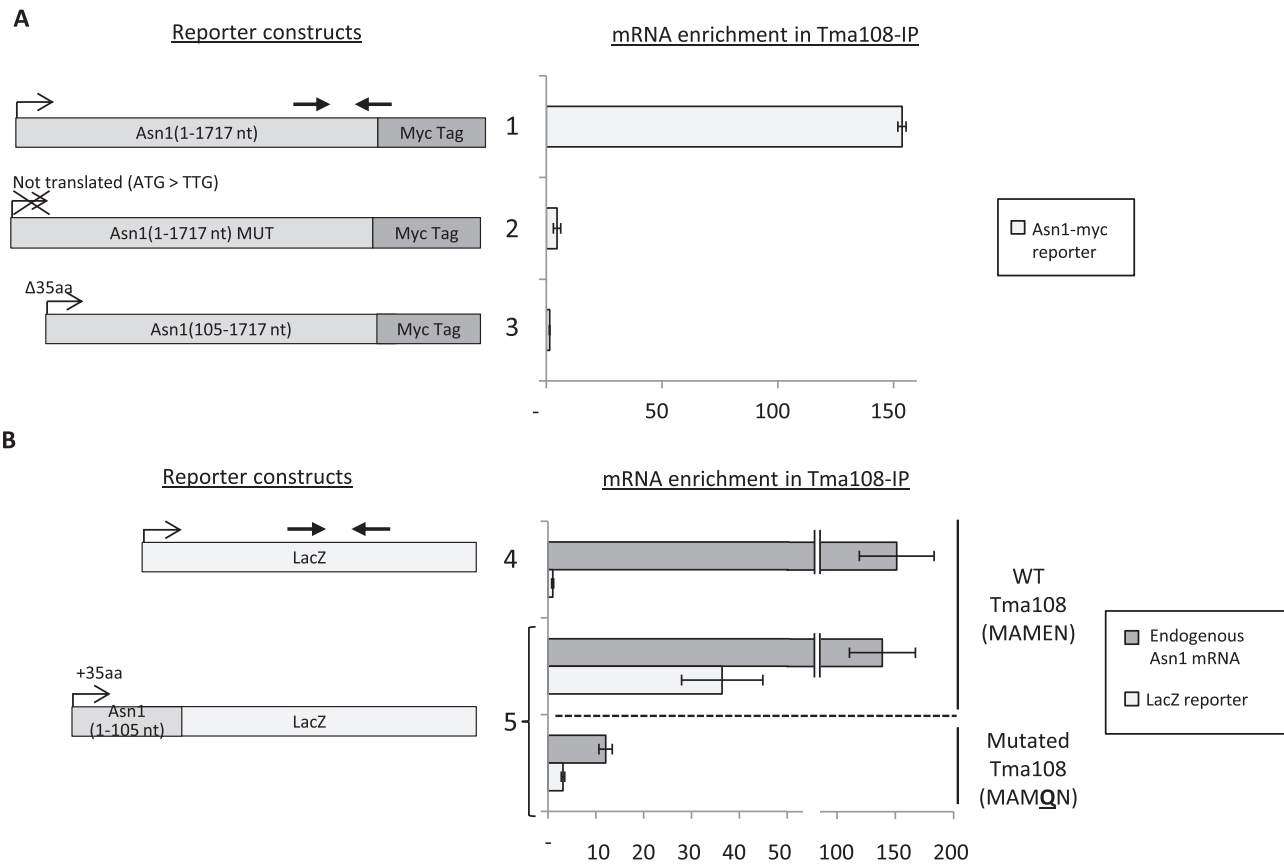 A
Reporter constructs
mRNA enrichment in Tma108-IP
Asn1(1-1717 nt)
Myc Tag
1
Not translated (ATG > TTG)
Asn1(1-1717 nt) MUT
Myc Tag
2
Δ35aa
Asn1(105-1717 nt)
Myc Tag
3
Asn1-myc
reporter
- 50 100 150
B
Reporter constructs
mRNA enrichment in Tma108-IP
LacZ
4
WT
Tma108
(MAMEN)
Endogenous
Asn1 mRNA
LacZ reporter
+35aa
Asn1
(1-105 nt)
LacZ
5
Mutated
Tma108
(MAMQN)
- 10 20 30 40 50 100 150 200